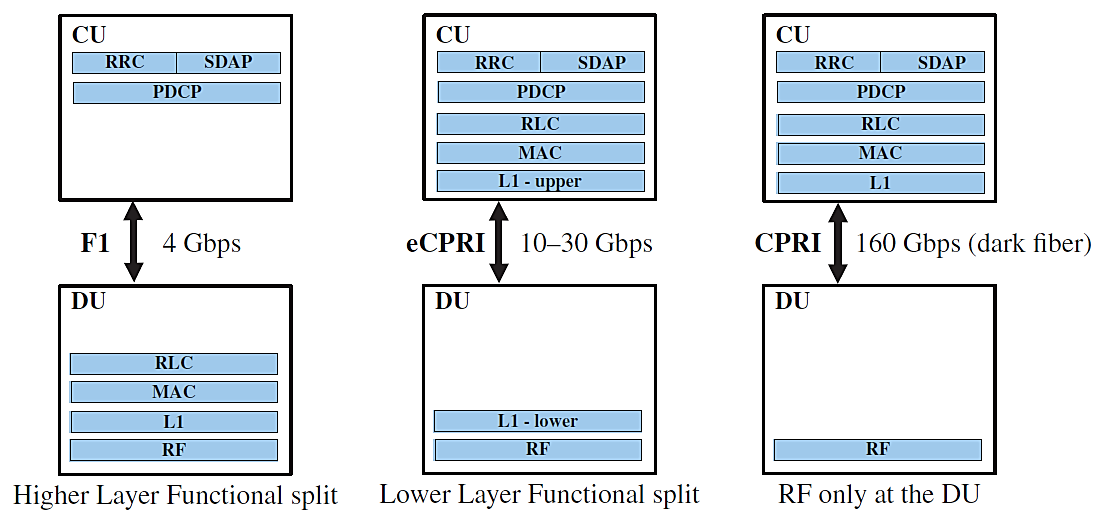 CU
RRC SDAP
PDCP
F1 4 Gbps
DU
RLC
MAC
L1
RF
Higher Layer Functional split
CU
RRC SDAP
PDCP
RLC
MAC
L1 - upper
eCPRI 10–30 Gbps
DU
L1 - lower
RF
Lower Layer Functional split
CU
RRC SDAP
PDCP
RLC
MAC
L1
CPRI 160 Gbps (dark fiber)
DU
RF
RF only at the DU